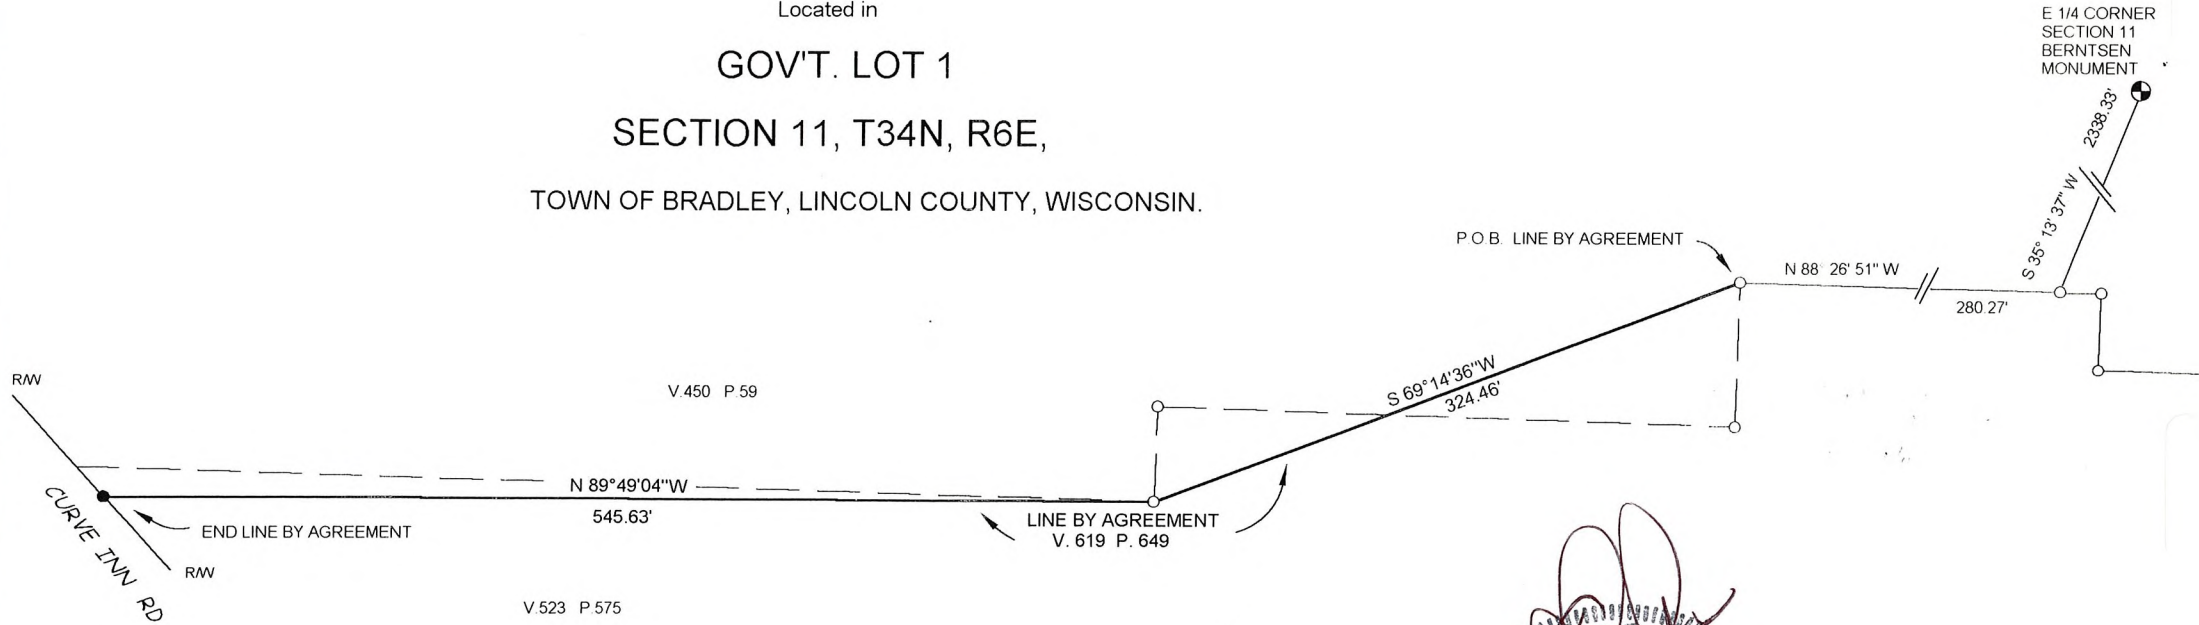 Located in
GOV'T. LOT 1
SECTION 11, T34N, R6E,
TOWN OF BRADLEY, LINCOLN COUNTY, WISCONSIN.
E 1/4 CORNER
SECTION 11
BERNTSEN
MONUMENT
2338.33'
S 35° 13' 37" W
P.O.B. LINE BY AGREEMENT
N 88° 26' 51" W
280.27'
S 69°14'36"W
324.46'
R/W
V.450 P.59
N 89°49'04"W
545.63'
CURVE INN RD
END LINE BY AGREEMENT
LINE BY AGREEMENT
V. 619 P. 649
R/W
V.523 P.575